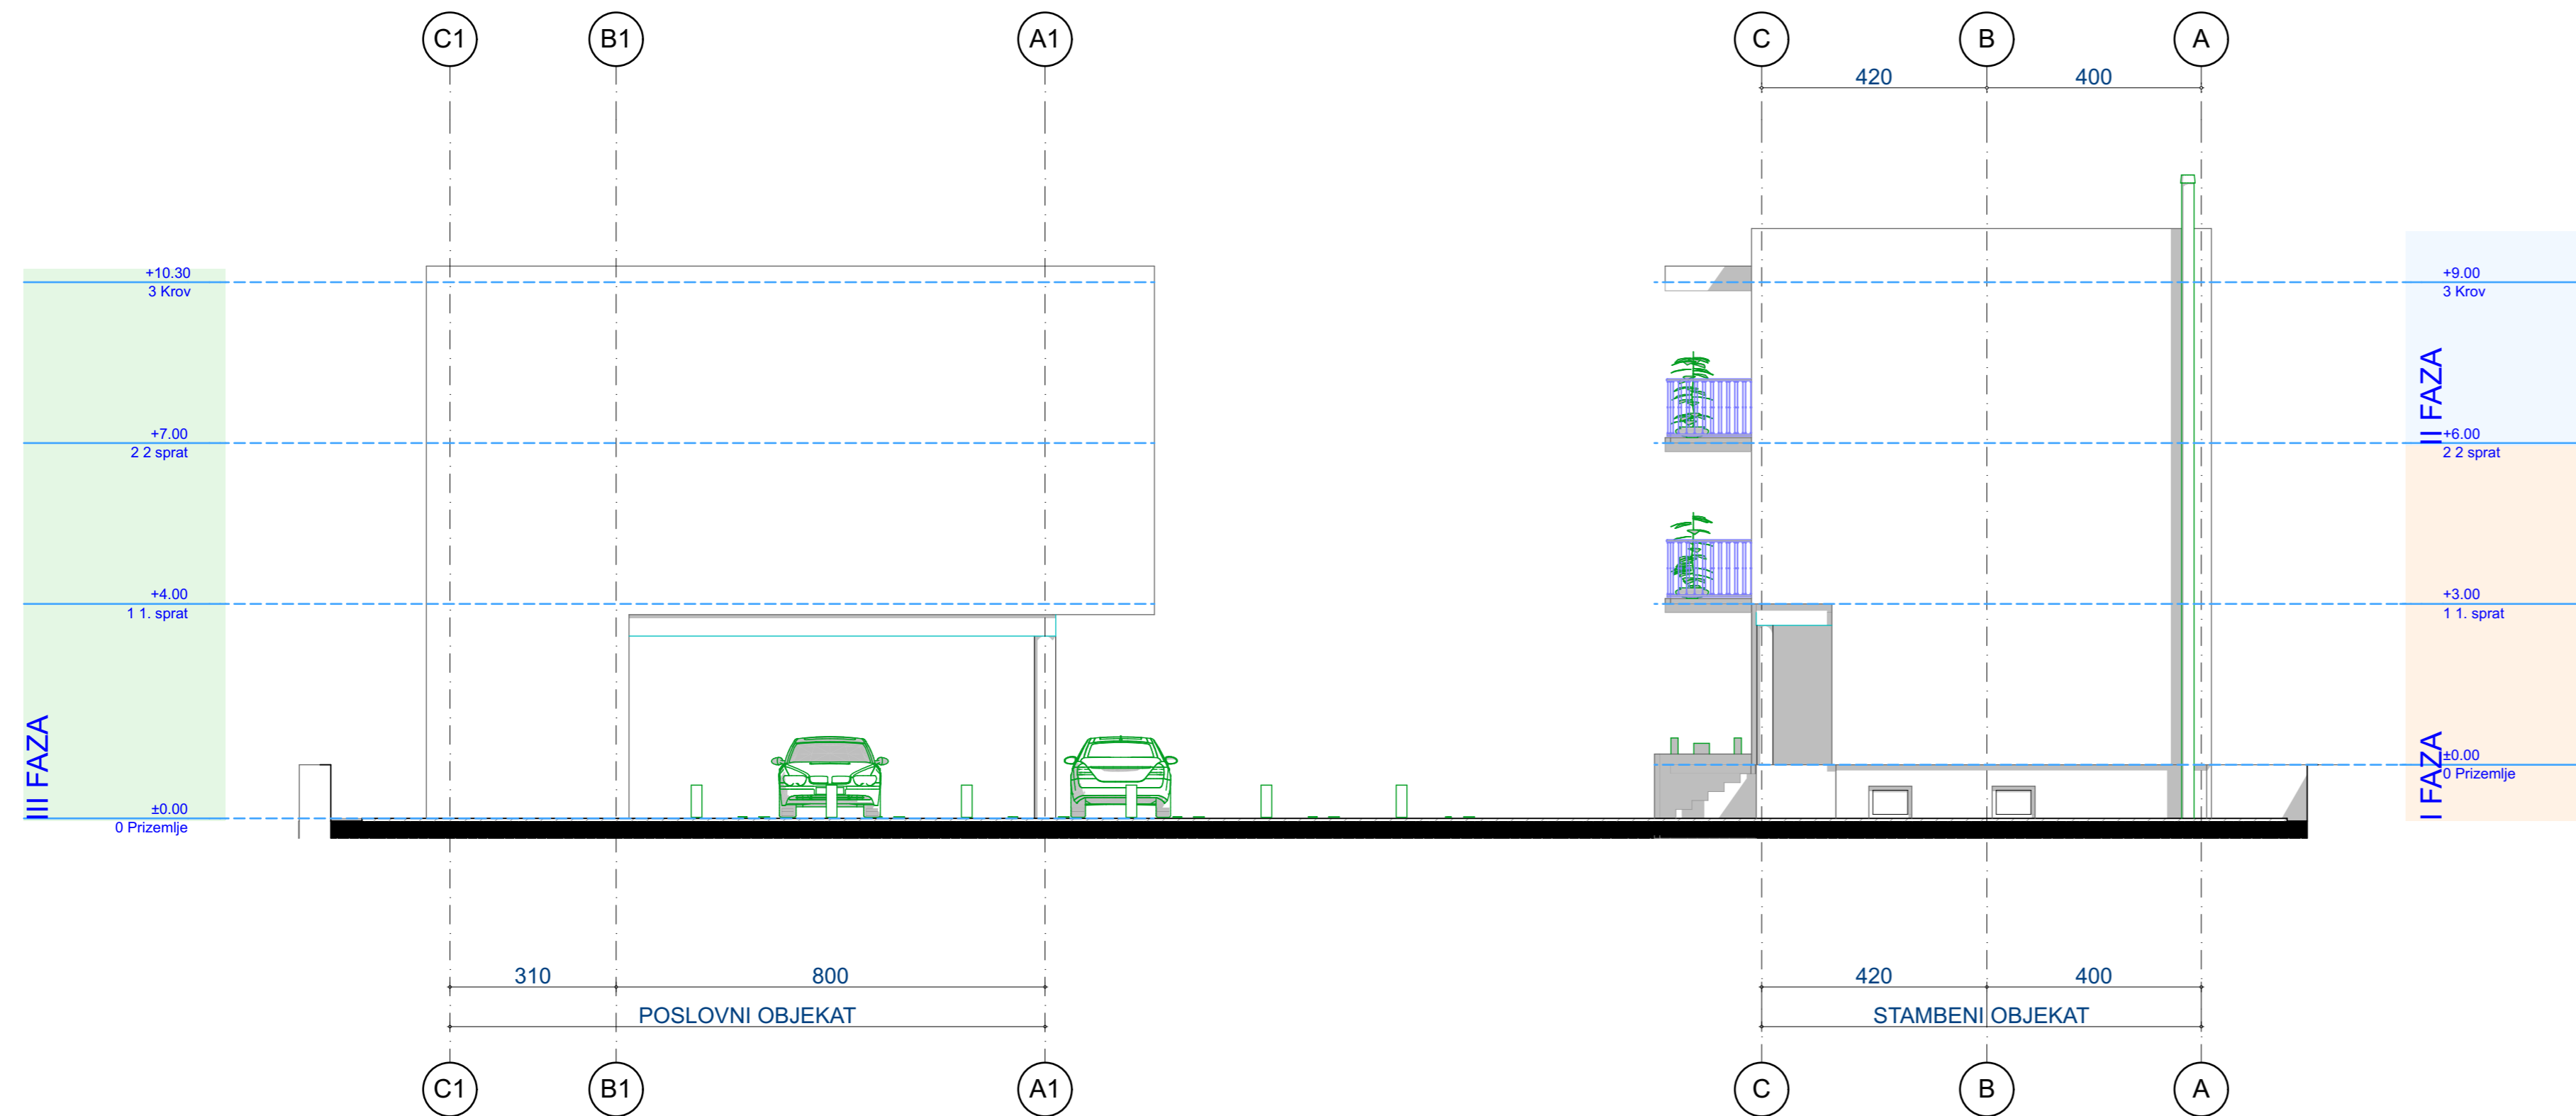 C1 B1 A1 C B A
420 400
+10.30
3 Krov
+9.00
3 Krov
+7.00
2 2 sprat
II FAZA
+6.00
2 2 sprat
+4.00
1 1. sprat
+3.00
1 1. sprat
III FAZA
±0.00
0 Prizemlje
I FAZA
±0.00
0 Prizemlje
310 800 420 400
POSLOVNI OBJEKAT STAMBENI OBJEKAT
C1 B1 A1 C B A